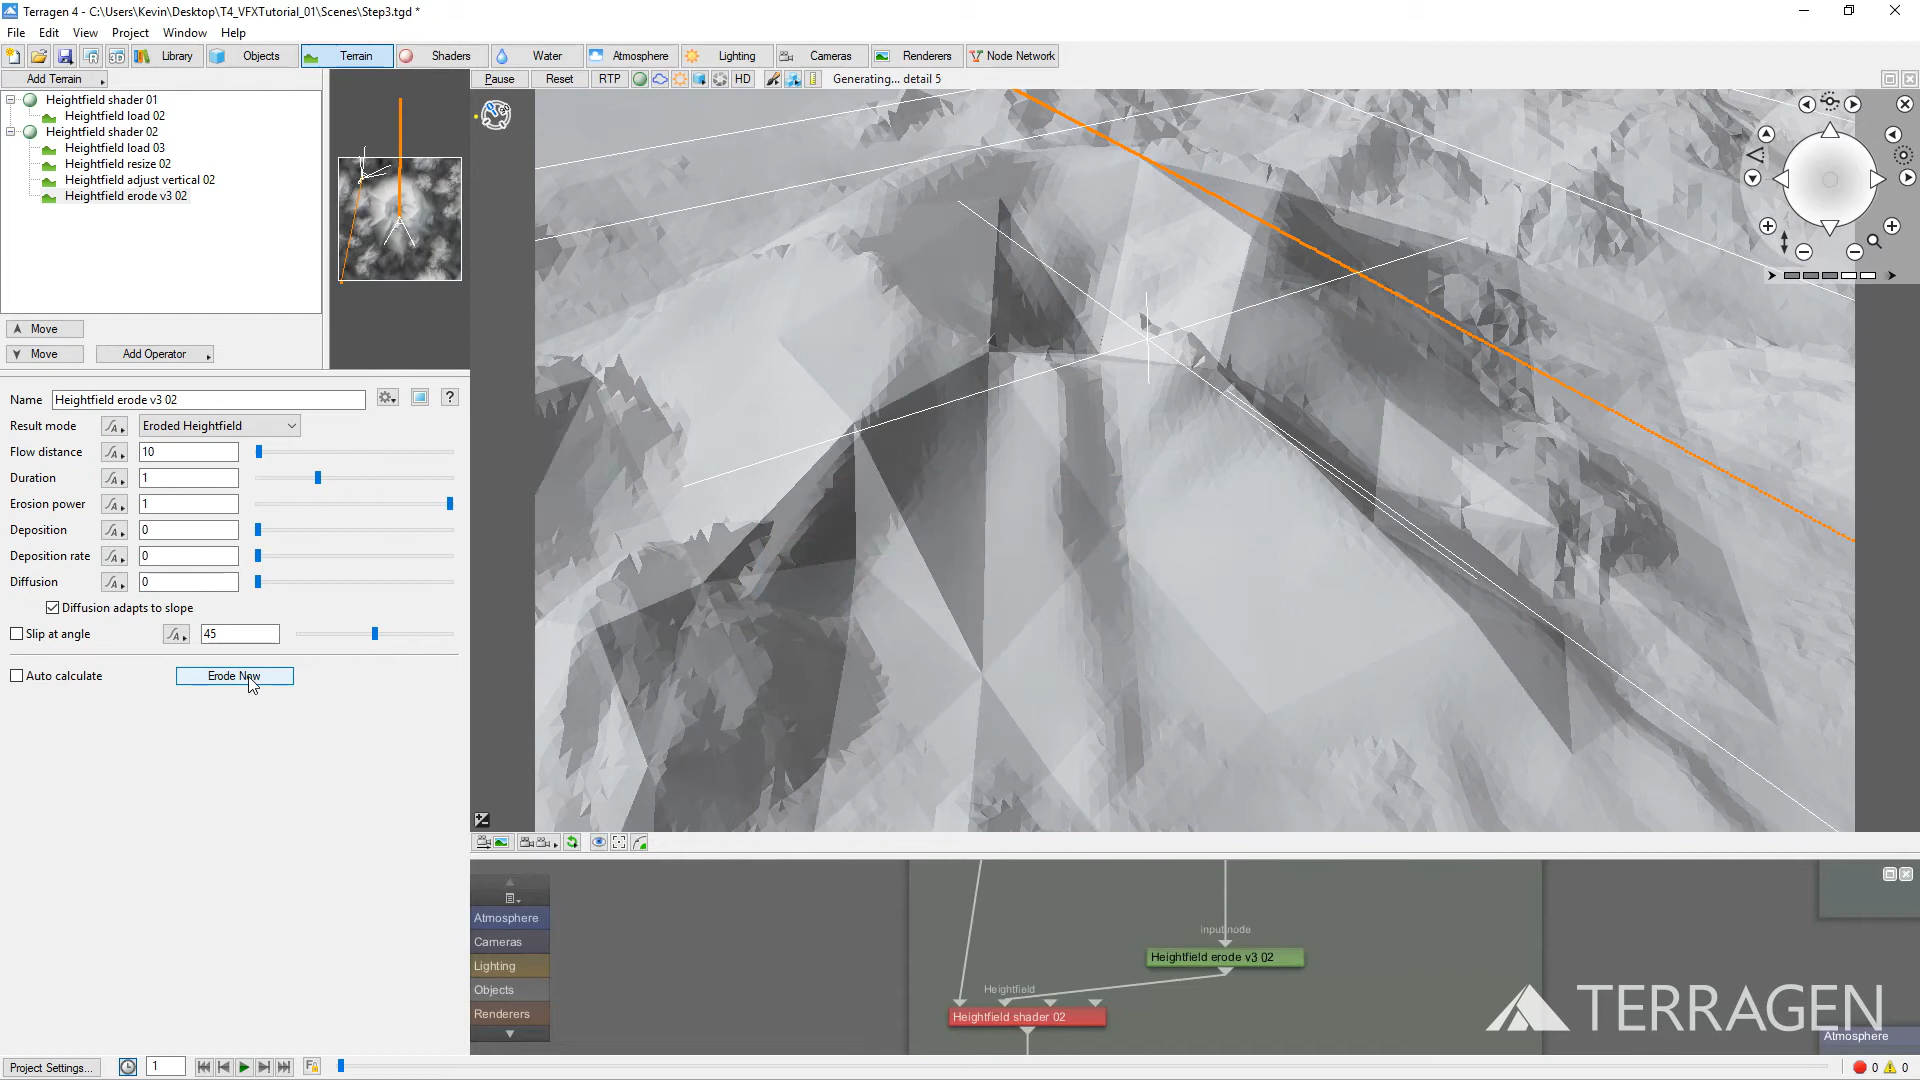 Terragen 4 - C:\Users\Kevin\Desktop\T4_VFXTutorial_01\Scenes\Step3.tgd *
File Edit View Project Window Help
Library Objects Terrain Shaders Water Atmosphere Lighting Cameras Renderers Node Network
Add Terrain
Pause Reset RTP HD Generating... detail 5
Heightfield shader 01
Heightfield load 02
Heightfield shader 02
Heightfield load 03
Heightfield resize 02
Heightfield adjust vertical 02
Heightfield erode v3 02
Move
Move Add Operator
Name Heightfield erode v3 02 ?
Result mode Eroded Heightfield
Flow distance 10
Duration 1
Erosion power 1
Deposition 0
Deposition rate 0
Diffusion 0
Diffusion adapts to slope
Slip at angle 45
Auto calculate Erode Now
Atmosphere
Cameras
Lighting
Objects
Renderers
Input node
Heightfield erode v3 02
Heightfield
Heightfield shader 02
TERRAGEN
Atmosphere
Project Settings... 1 0 0